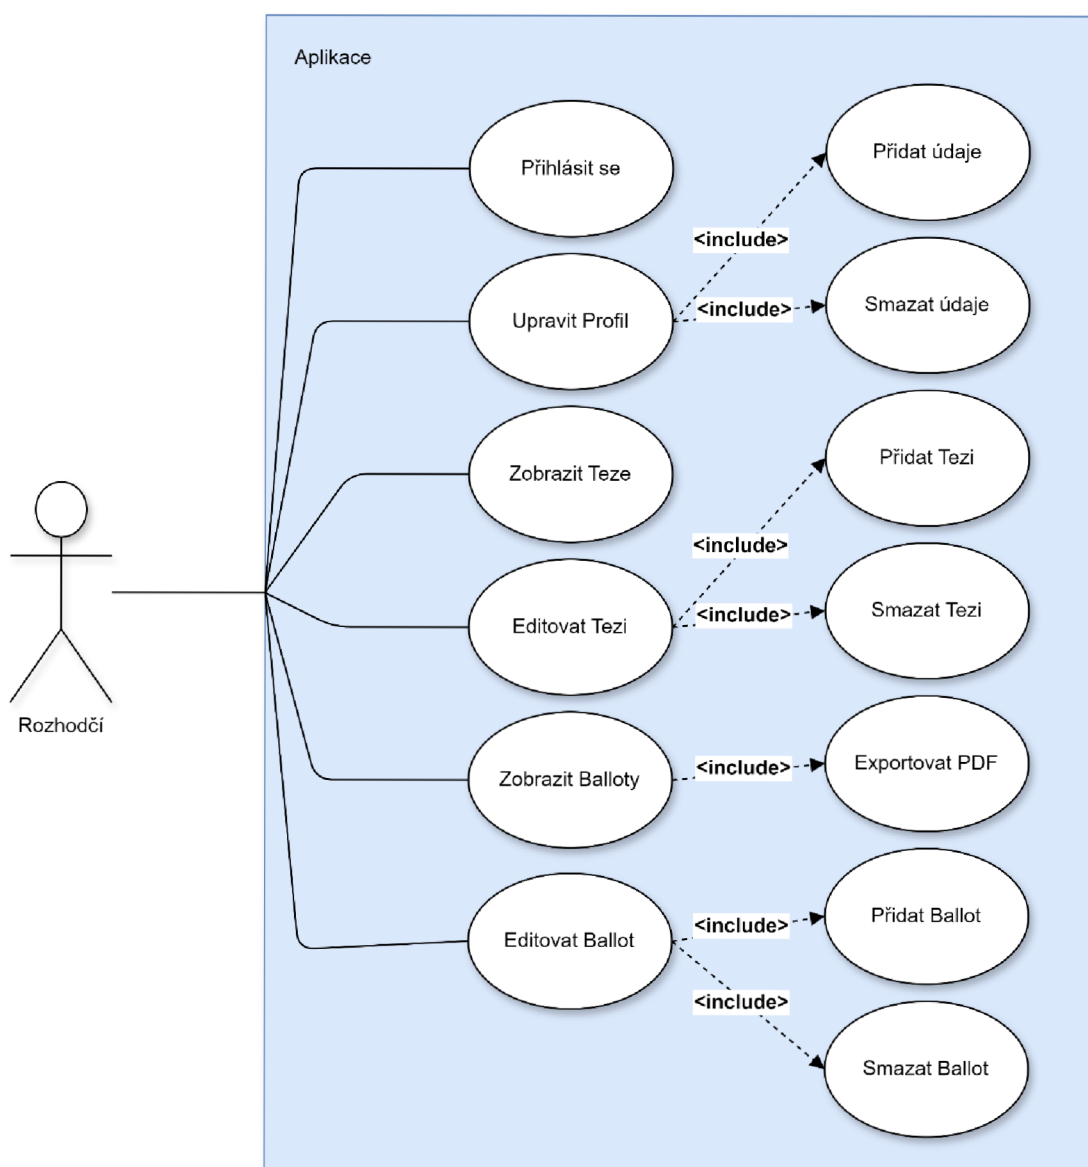 Aplikace
Přihlásit se
Přidat údaje
<include>
Upravit Profil
<include>
Smazat údaje
Zobrazit Teze
Přidat Tezi
<include>
Editovat Tezi
<include>
Smazat Tezi
Rozhodčí
Zobrazit Balloty
<include>
Exportovat PDF
Editovat Ballot
<include>
Přidat Ballot
<include>
Smazat Ballot